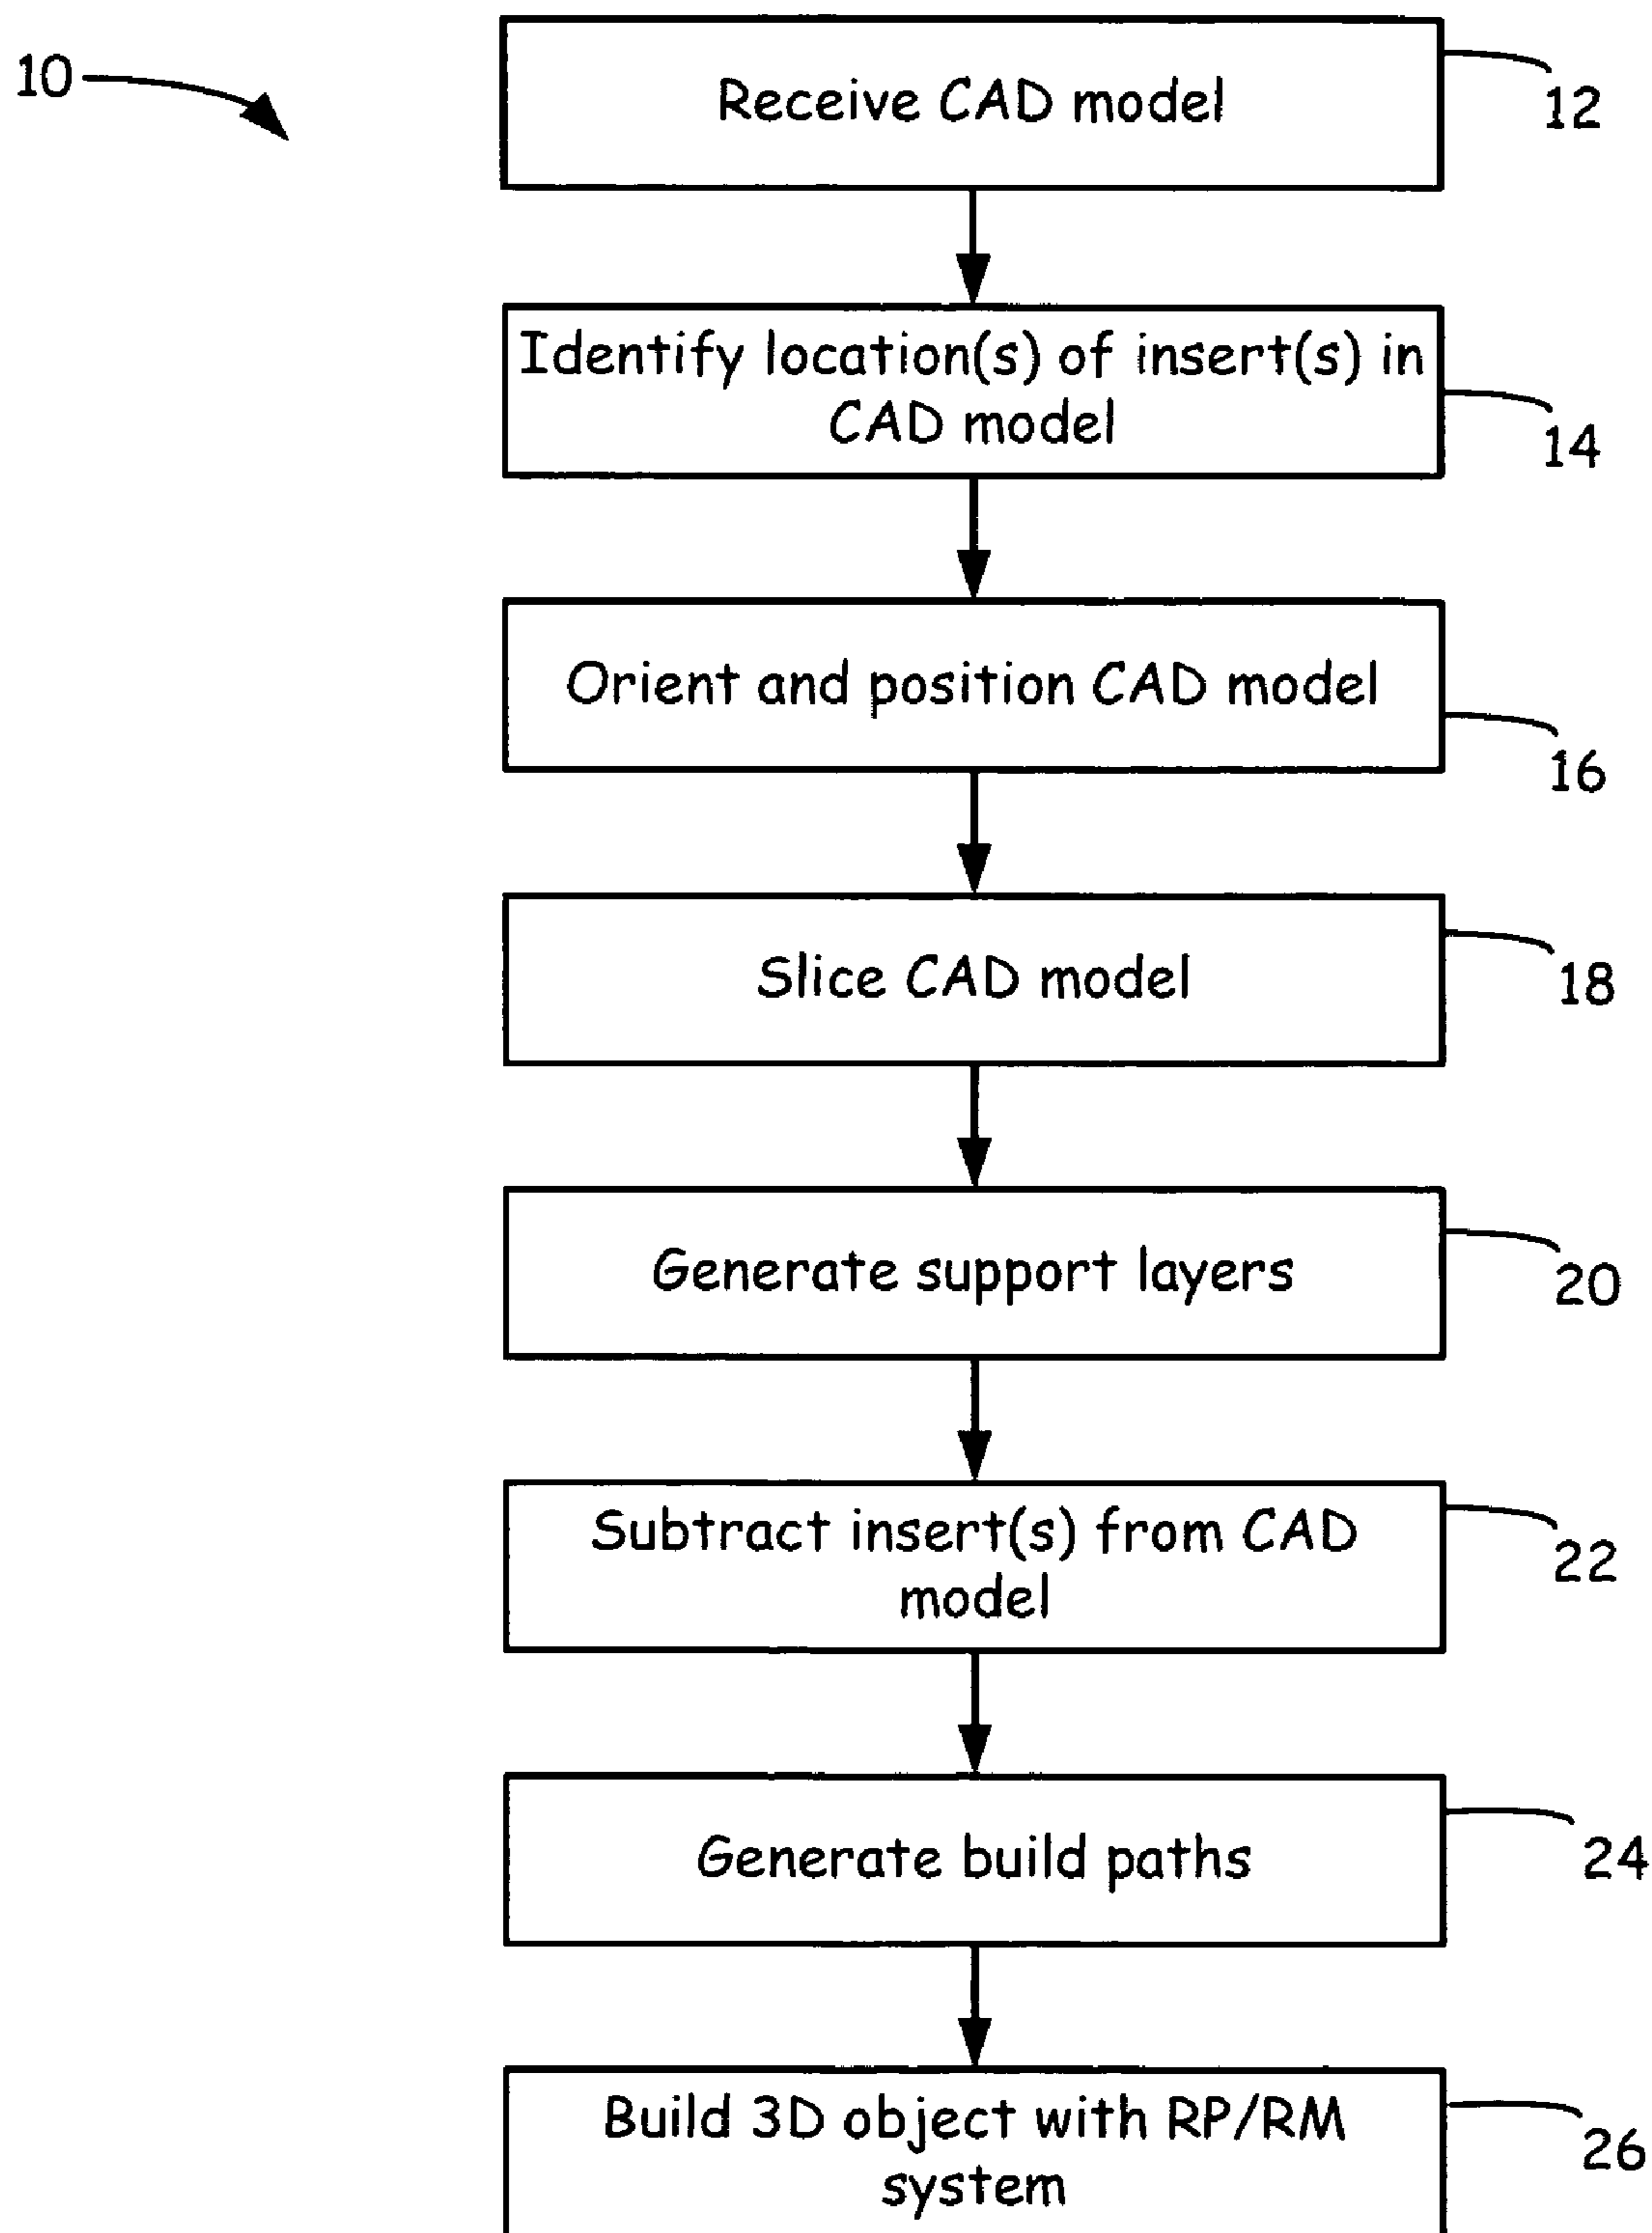 10
Receive CAD model
12
Identify location(s) of insert(s) in
CAD model
14
Orient and position CAD model
16
Slice CAD model
18
Generate support layers
20
Subtract insert(s) from CAD
model
22
Generate build paths
24
Build 3D object with RP/RM
system
26